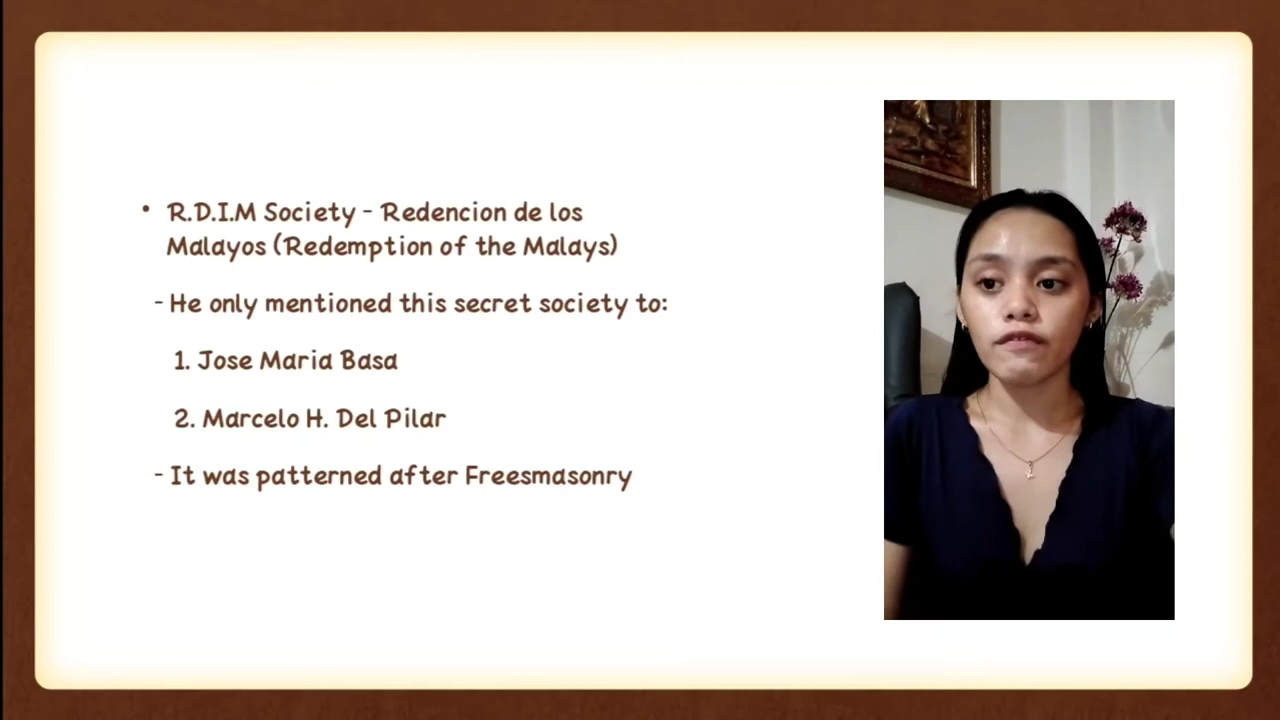 • R.D.I.M Society - Redencion de los
Malayos (Redemption of the Malays)
- He only mentioned this secret society to:
1. Jose Maria Basa
2. Marcelo H. Del Pilar
- It was patterned after Freesmasonry